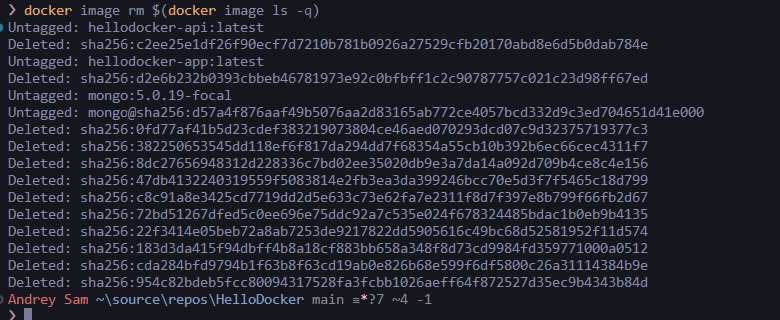 ❯ docker image rm $(docker image ls -q)
Untagged: hellodocker-api:latest
Deleted: sha256:c2ee25e1df26f90ecf7d7210b781b0926a27529cfb20170abd8e6d5b0dab784e
Untagged: hellodocker-app:latest
Deleted: sha256:d2e6b232b0393cbbeb46781973e92c0bfbff1c2c90787757c021c23d98ff67ed
Untagged: mongo:5.0.19-focal
Untagged: mongo@sha256:d57a4f876aaf49b5076aa2d83165ab772ce4057bcd332d9c3ed704651d41e000
Deleted: sha256:0fd77af41b5d23cdef383219073804ce46aed070293dcd07c9d32375719377c3
Deleted: sha256:382250653545dd118ef6f817da294dd7f68354a55cb10b392b6ec66cec4311f7
Deleted: sha256:8dc27656948312d228336c7bd02ee35020db9e3a7da14a092d709b4ce8c4e156
Deleted: sha256:47db4132240319559f5083814e2fb3ea3da399246bcc70e5d3f7f5465c18d799
Deleted: sha256:c8c91a8e3425cd7719dd2d5e633c73e62fa7e2311f8d7f397e8b799f66fb2d67
Deleted: sha256:72bd51267dfed5c0ee696e75ddc92a7c535e024f678324485bdac1b0eb9b4135
Deleted: sha256:22f3414e05beb72a8ab7253de9217822dd5905616c49bc68d52581952f11d574
Deleted: sha256:183d3da415f94dbff4b8a18cf883bb658a348f8d73cd9984fd359771000a0512
Deleted: sha256:cda284bfd9794b1f63b8f63cd19ab0e826b68e599f6df5800c26a31114384b9e
Deleted: sha256:954c82bdeb5fcc80094317528fa3fcbb1026aeff64f872527d35ec9b4343b84d
Andrey Sam ~\source\repos\HelloDocker main ≡*?7 ~4 -1
❯